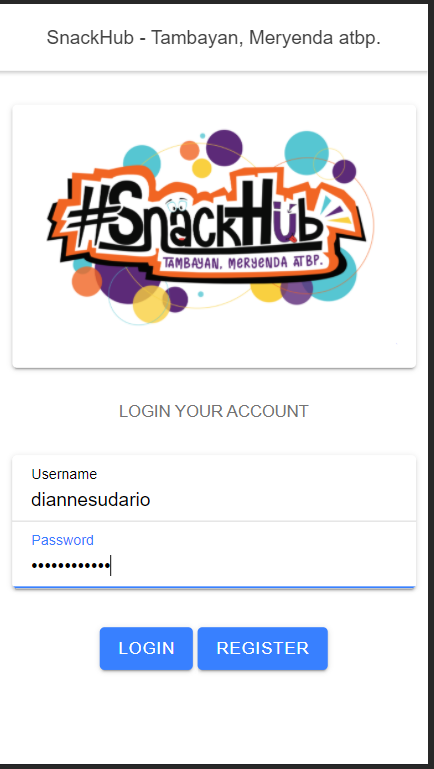 SnackHub - Tambayan, Meryenda atbp.
#SnackHub
TAMBAYAN, MERYENDA ATBP.
LOGIN YOUR ACCOUNT
Username
diannesudario
Password
••••••••••••
LOGIN REGISTER